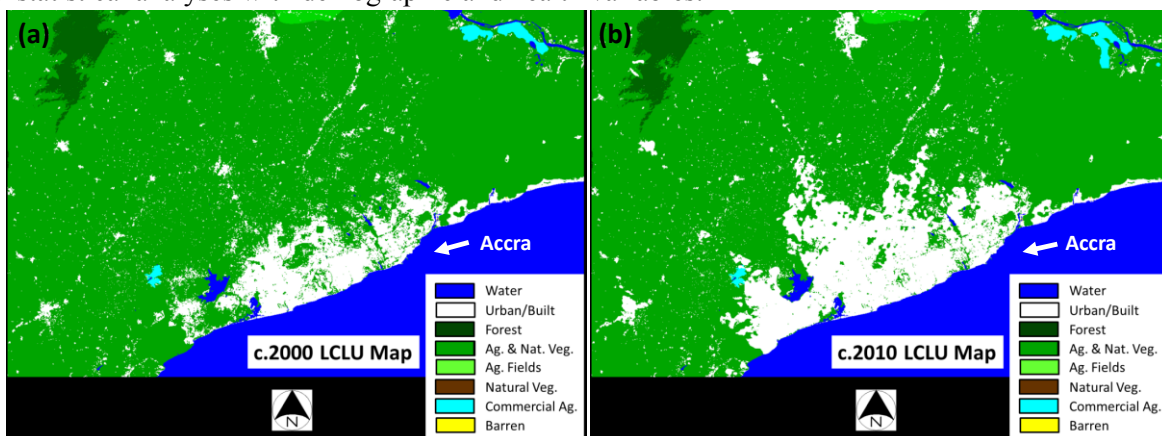 (a)
Accra
Water
Urban/Built
Forest
Ag. & Nat. Veg.
Ag. Fields
Natural Veg.
Commercial Ag.
Barren
c.2000 LCLU Map
N
(b)
Accra
Water
Urban/Built
Forest
Ag. & Nat. Veg.
Ag. Fields
Natural Veg.
Commercial Ag.
Barren
c.2010 LCLU Map
N